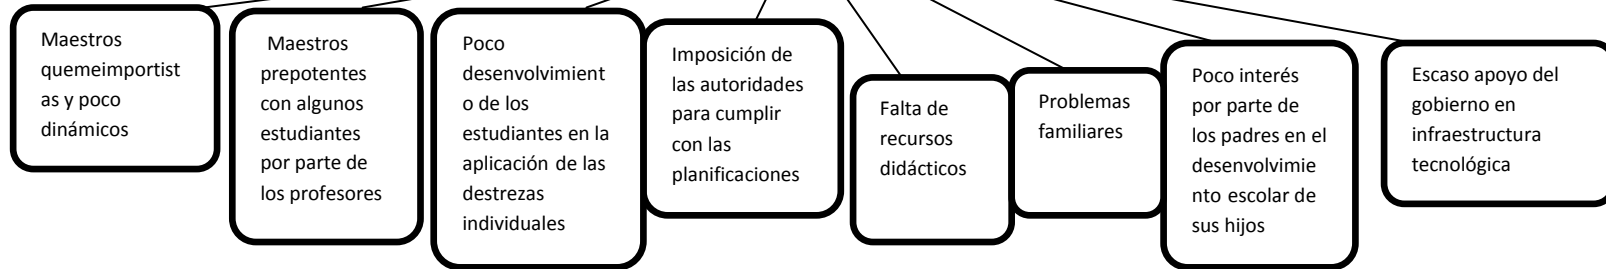 Maestros
quemeimportist
as y poco
dinámicos
Maestros
prepotentes
con algunos
estudiantes
por parte de
los profesores
Poco
desenvolvimient
o de los
estudiantes en la
aplicación de las
destrezas
individuales
Imposición de
las autoridades
para cumplir
con las
planificaciones
Falta de
recursos
didácticos
Problemas
familiares
Poco interés
por parte de
los padres en el
desenvolvimie
nto escolar de
sus hijos
Escaso apoyo del
gobierno en
infraestructura
tecnológica